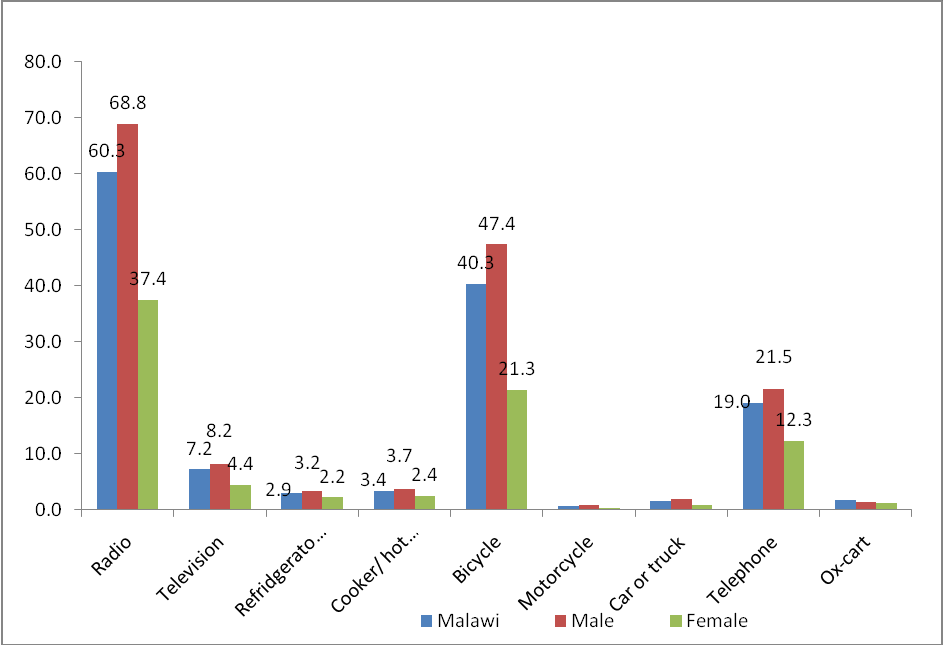 80.0
70.0
60.0
50.0
40.0
30.0
20.0
10.0
0.0
60.3
68.8
37.4
7.2
8.2
4.4
2.9
3.2
2.2
3.4
3.7
2.4
40.3
47.4
21.3
19.0
21.5
12.3
Radio
Television
Refridgerato...
Cooker/ hot...
Bicycle
Motorcycle
Car or truck
Telephone
Ox-cart
Malawi
Male
Female